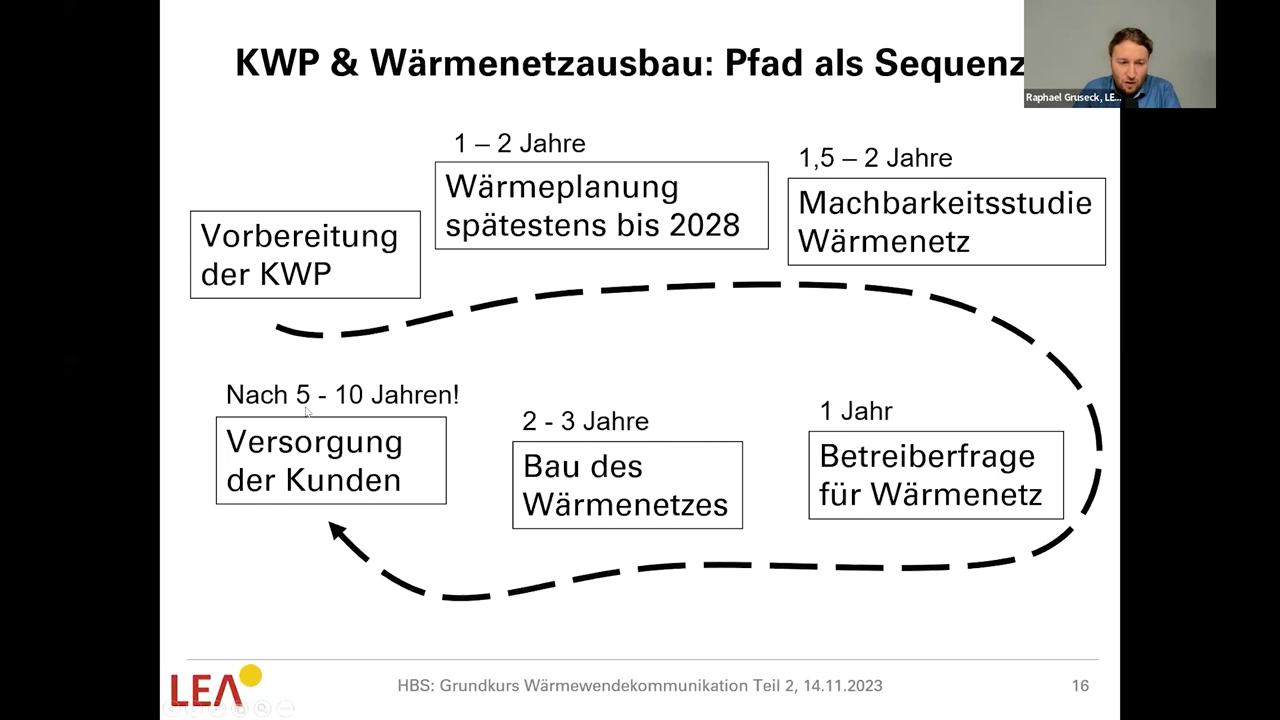 KWP & Wärmenetzausbau: Pfad als Sequenz
Raphael Gruseck, LE...
1 – 2 Jahre
1,5 – 2 Jahre
Vorbereitung
der KWP
Wärmeplanung
spätestens bis 2028
Machbarkeitsstudie
Wärmenetz
Nach 5 - 10 Jahren!
Versorgung
der Kunden
2 - 3 Jahre
Bau des
Wärmenetzes
1 Jahr
Betreiberfrage
für Wärmenetz
LEA
HBS: Grundkurs Wärmewendekommunikation Teil 2, 14.11.2023
16